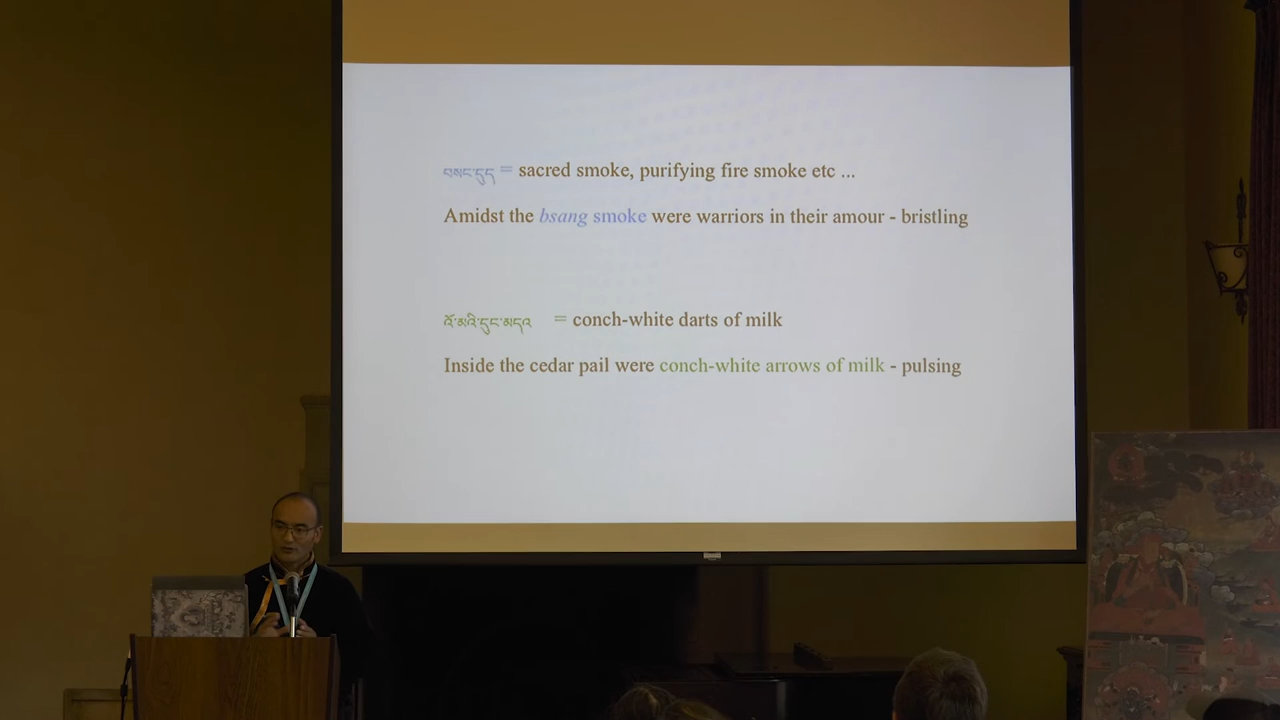 བསང་དུད = sacred smoke, purifying fire smoke etc ...
Amidst the bsang smoke were warriors in their amour - bristling
འོ་མའི་དུང་མདའ = conch-white darts of milk
Inside the cedar pail were conch-white arrows of milk - pulsing